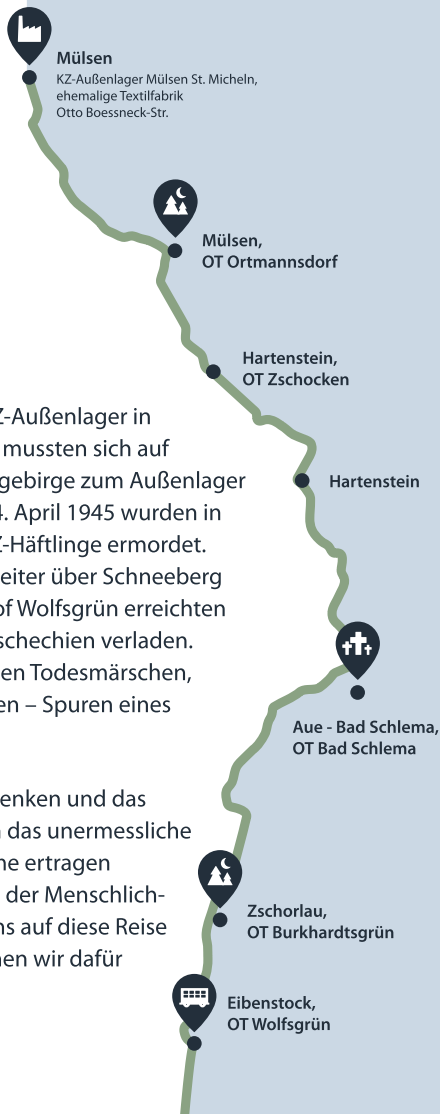 Mülsen
KZ-Außenlager Mülsen St. Micheln,
ehemalige Textilfabrik
Otto Boessneck-Str.
Mülsen,
OT Ortmannsdorf
Hartenstein,
OT Zschocken
Hartenstein
Z-Außenlager in
mussten sich auf
gebirge zum Außenlager
4. April 1945 wurden in
Z-Häftlinge ermordet.
eiter über Schneeberg
of Wolfsgrün erreichten
schechien verladen.
en Todesmärschen,
en – Spuren eines
Aue - Bad Schlema,
OT Bad Schlema
enken und das
das unermessliche
ne ertragen
der Menschlich-
ns auf diese Reise
en wir dafür
Zschorlau,
OT Burkhardtsgrün
Eibenstock,
OT Wolfsgrün